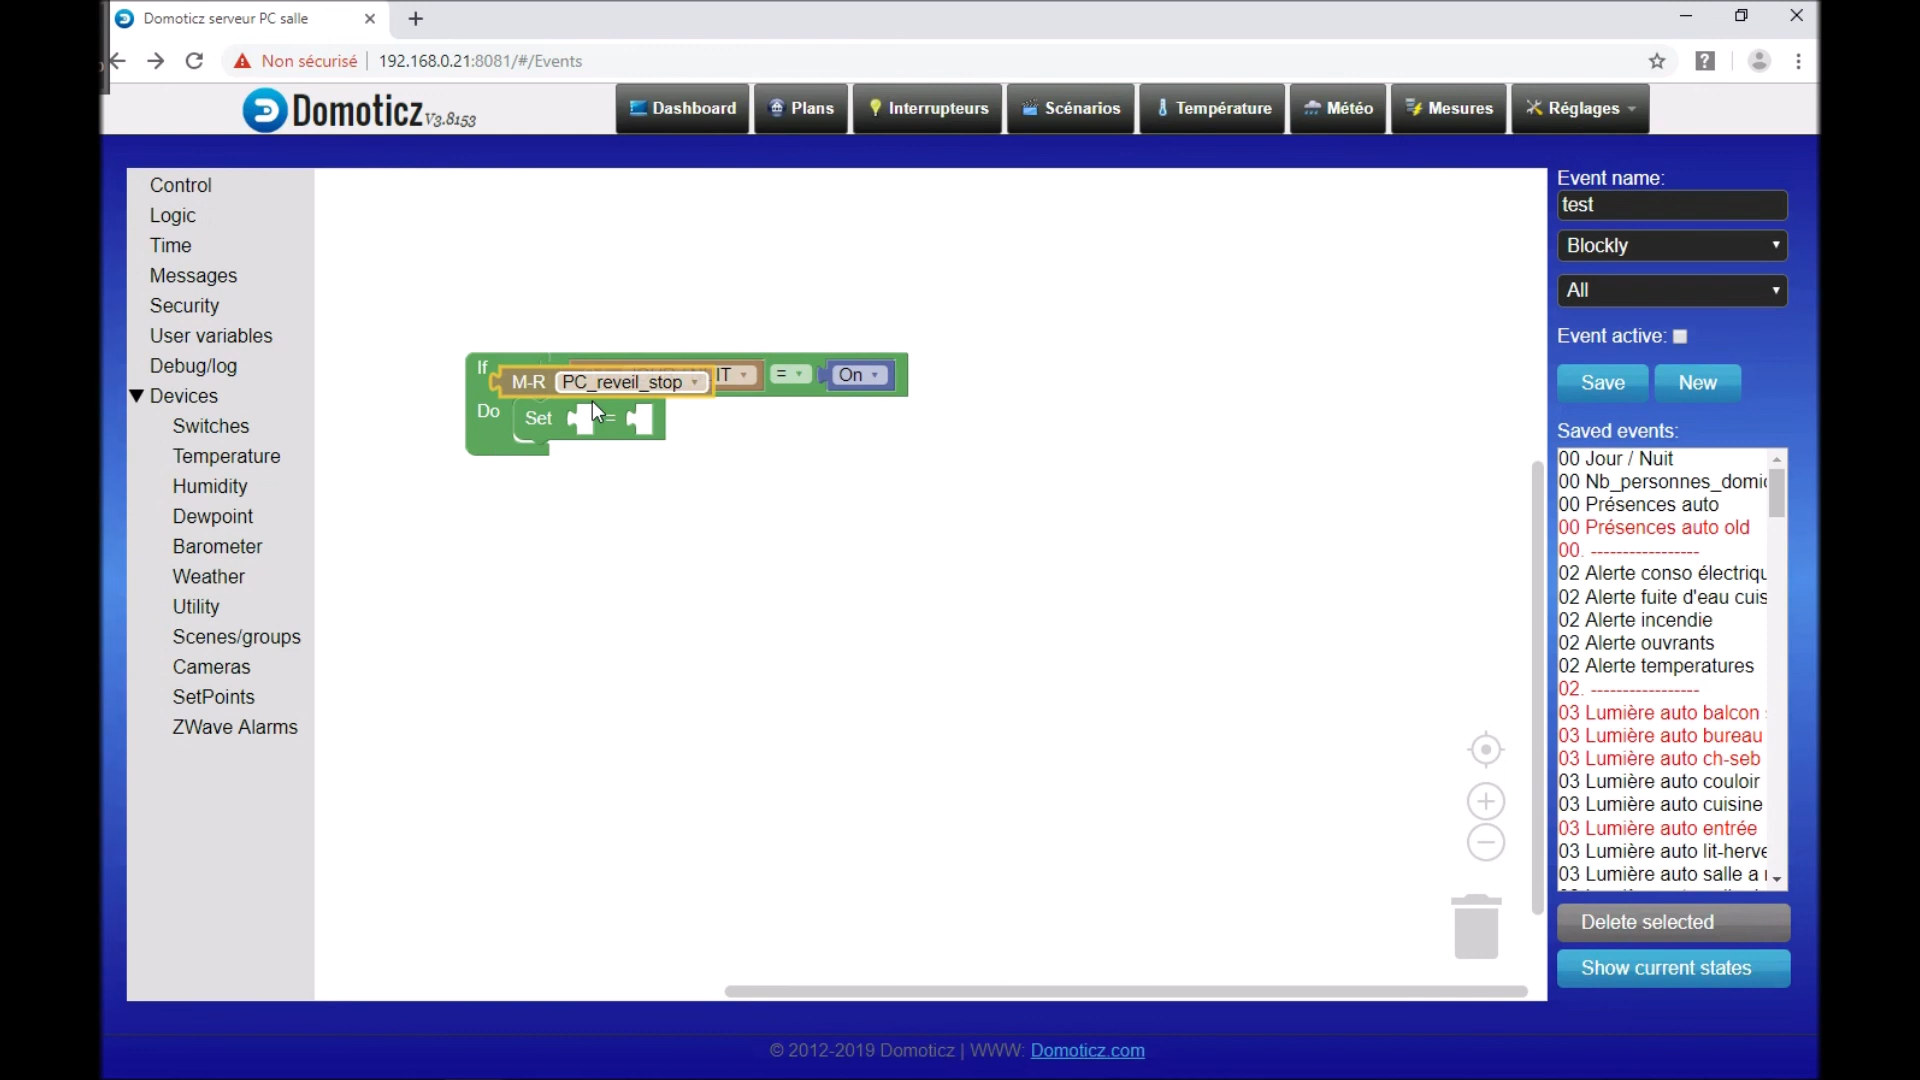 Domoticz serveur PC salle
Non sécurisé
192.168.0.21:8081/#/Events
Domoticz V3.8153
Dashboard
Plans
Interrupteurs
Scénarios
Température
Météo
Mesures
Réglages
Control
Logic
Time
Messages
Security
User variables
Debug/log
Devices
Switches
Temperature
Humidity
Dewpoint
Barometer
Weather
Utility
Scenes/groups
Cameras
SetPoints
ZWave Alarms
If
IT = On
M-R PC_reveil_stop
Do Set =
Event name:
test
Blockly
All
Event active:
Save
New
Saved events:
00 Jour / Nuit
00 Nb_personnes_domi
00 Présences auto
00 Présences auto old
00. -----------------
02 Alerte conso électriqu
02 Alerte fuite d'eau cuis
02 Alerte incendie
02 Alerte ouvrants
02 Alerte temperatures
02. -----------------
03 Lumière auto balcon
03 Lumière auto bureau
03 Lumière auto ch-seb
03 Lumière auto couloir
03 Lumière auto cuisine
03 Lumière auto entrée
03 Lumière auto lit-herve
03 Lumière auto salle a
Delete selected
Show current states
© 2012-2019 Domoticz | WWW: Domoticz.com